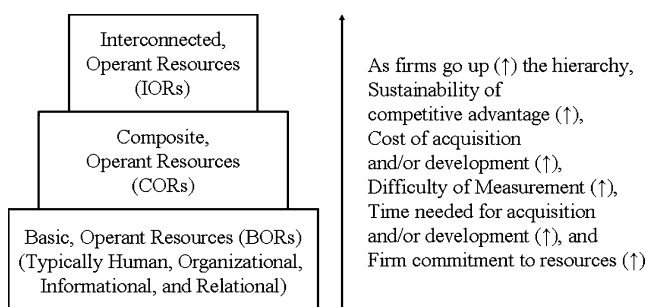 Interconnected,
Operant Resources
(IORs)
Composite,
Operant Resources
(CORs)
Basic, Operant Resources (BORs)
(Typically Human, Organizational,
Informational, and Relational)
As firms go up (↑) the hierarchy,
Sustainability of
competitive advantage (↑),
Cost of acquisition
and/or development (↑),
Difficulty of Measurement (↑),
Time needed for acquisition
and/or development (↑), and
Firm commitment to resources (↑)